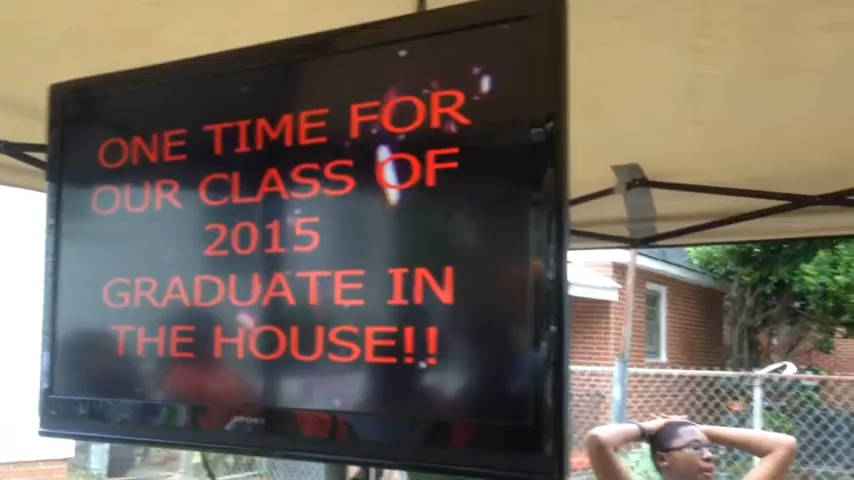 ONE TIME FOR
OUR CLASS OF
2015
GRADUATE IN
THE HOUSE!!